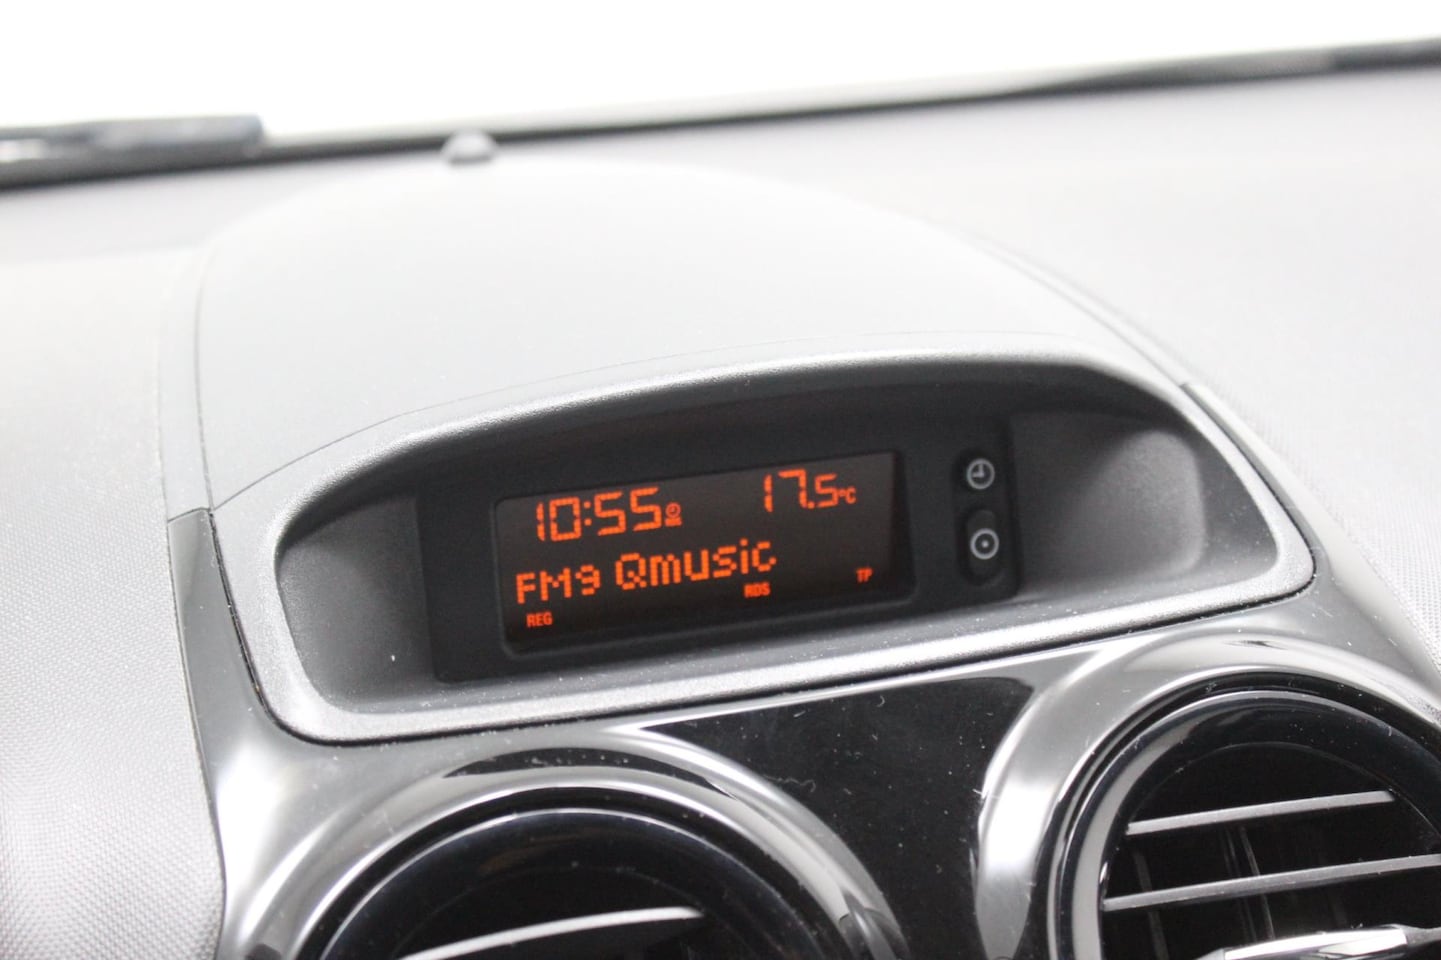 10:55 17.5°C
FM9 Qmusic
REG RDS TP